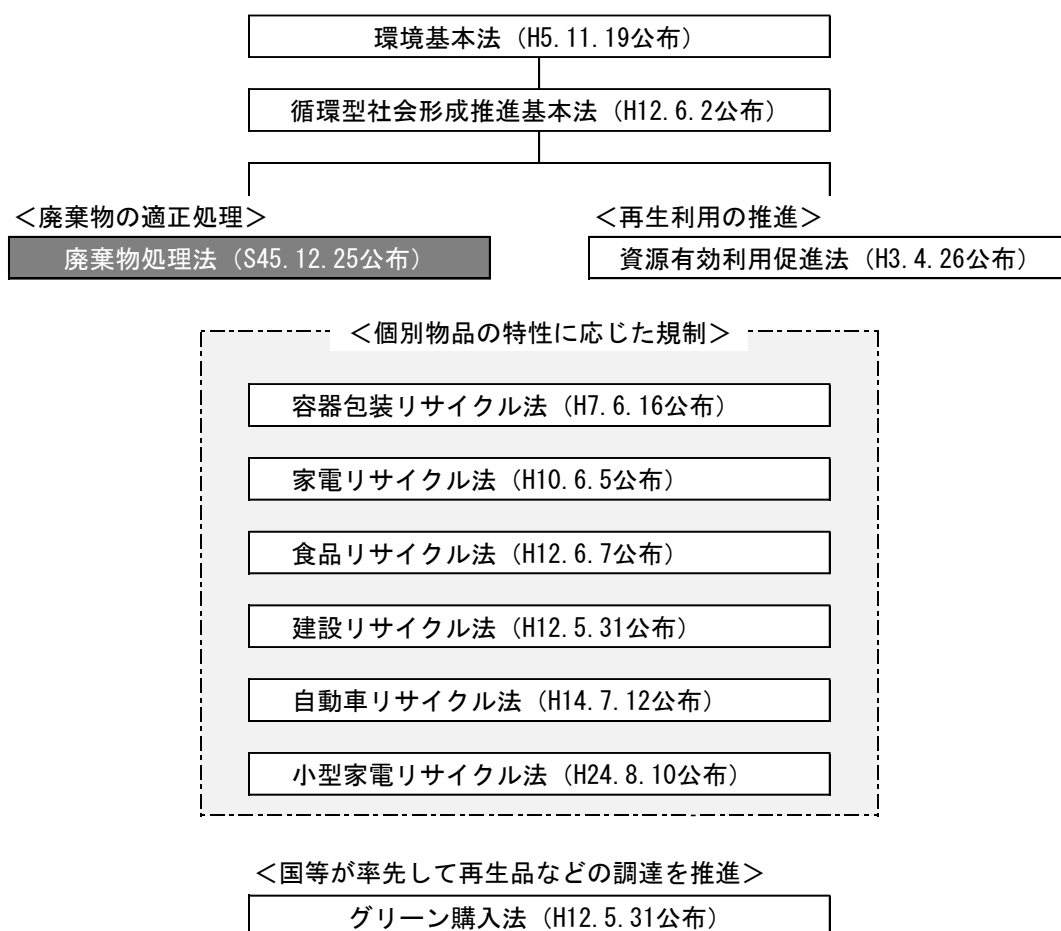 環境基本法（H5.11.19公布）
循環型社会形成推進基本法（H12.6.2公布）
＜廃棄物の適正処理＞
＜再生利用の推進＞
廃棄物処理法（S45.12.25公布）
資源有効利用促進法（H3.4.26公布）
＜個別物品の特性に応じた規制＞
容器包装リサイクル法（H7.6.16公布）
家電リサイクル法（H10.6.5公布）
食品リサイクル法（H12.6.7公布）
建設リサイクル法（H12.5.31公布）
自動車リサイクル法（H14.7.12公布）
小型家電リサイクル法（H24.8.10公布）
＜国等が率先して再生品などの調達を推進＞
グリーン購入法（H12.5.31公布）